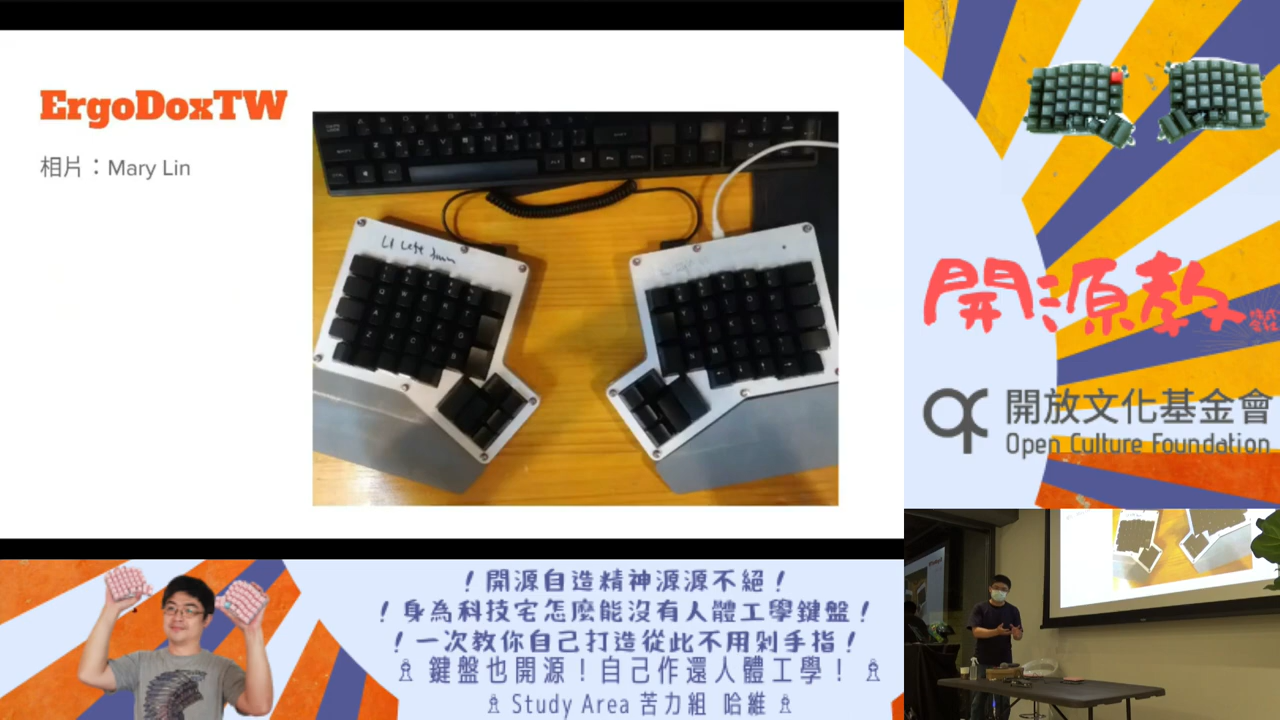 ErgoDoxTW
相片：Mary Lin
開源教
株式
会社
開放文化基金會
Open Culture Foundation
！開源自造精神源源不絕！
！身為科技宅怎麼能沒有人體工學鍵盤！
！一次教你自己打造從此不用剁手指！
鍵盤也開源！自己作還人體工學！
Study Area 苦力組 哈維